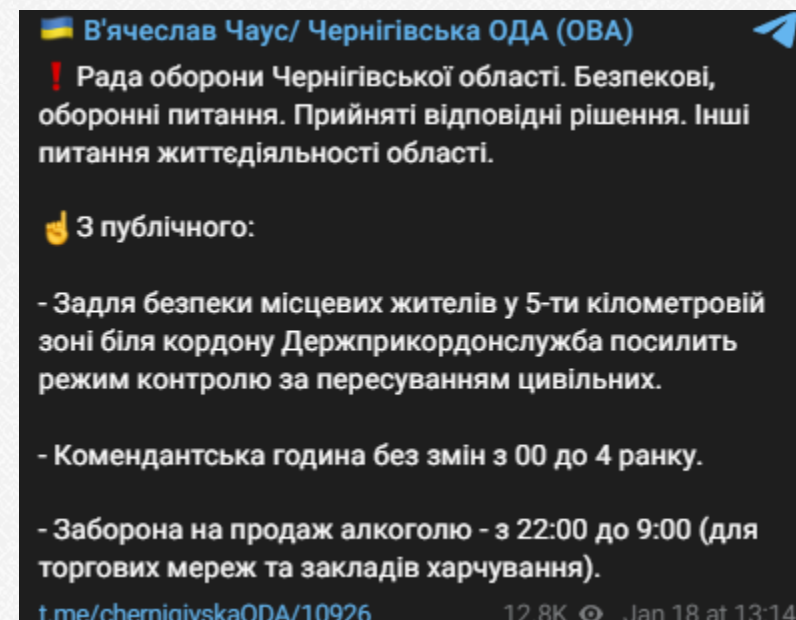 🇺🇦 В'ячеслав Чаус/ Чернігівська ОДА (ОВА)
❗ Рада оборони Чернігівської області. Безпекові,
оборонні питання. Прийняті відповідні рішення. Інші
питання життєдіяльності області.
☝ З публічного:
- Задля безпеки місцевих жителів у 5-ти кілометровій
зоні біля кордону Держприкордонслужба посилить
режим контролю за пересуванням цивільних.
- Комендантська година без змін з 00 до 4 ранку.
- Заборона на продаж алкоголю - з 22:00 до 9:00 (для
торгових мереж та закладів харчування).
t.me/chernigivskaODA/10926 12.8K Jan 18 at 13:14